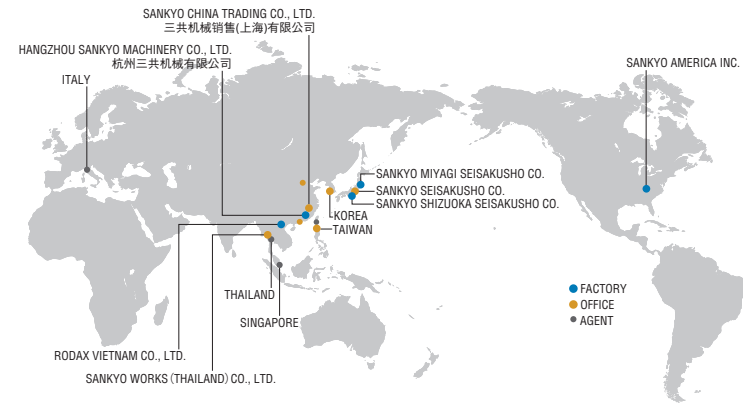 SANKYO CHINA TRADING CO., LTD.
三共机械销售(上海)有限公司
HANGZHOU SANKYO MACHINERY CO., LTD.
杭州三共机械有限公司
ITALY
SANKYO AMERICA INC.
SANKYO MIYAGI SEISAKUSHO CO.
SANKYO SEISAKUSHO CO.
SANKYO SHIZUOKA SEISAKUSHO CO.
KOREA
TAIWAN
THAILAND
SINGAPORE
RODAX VIETNAM CO., LTD.
SANKYO WORKS (THAILAND) CO., LTD.
FACTORY
OFFICE
AGENT